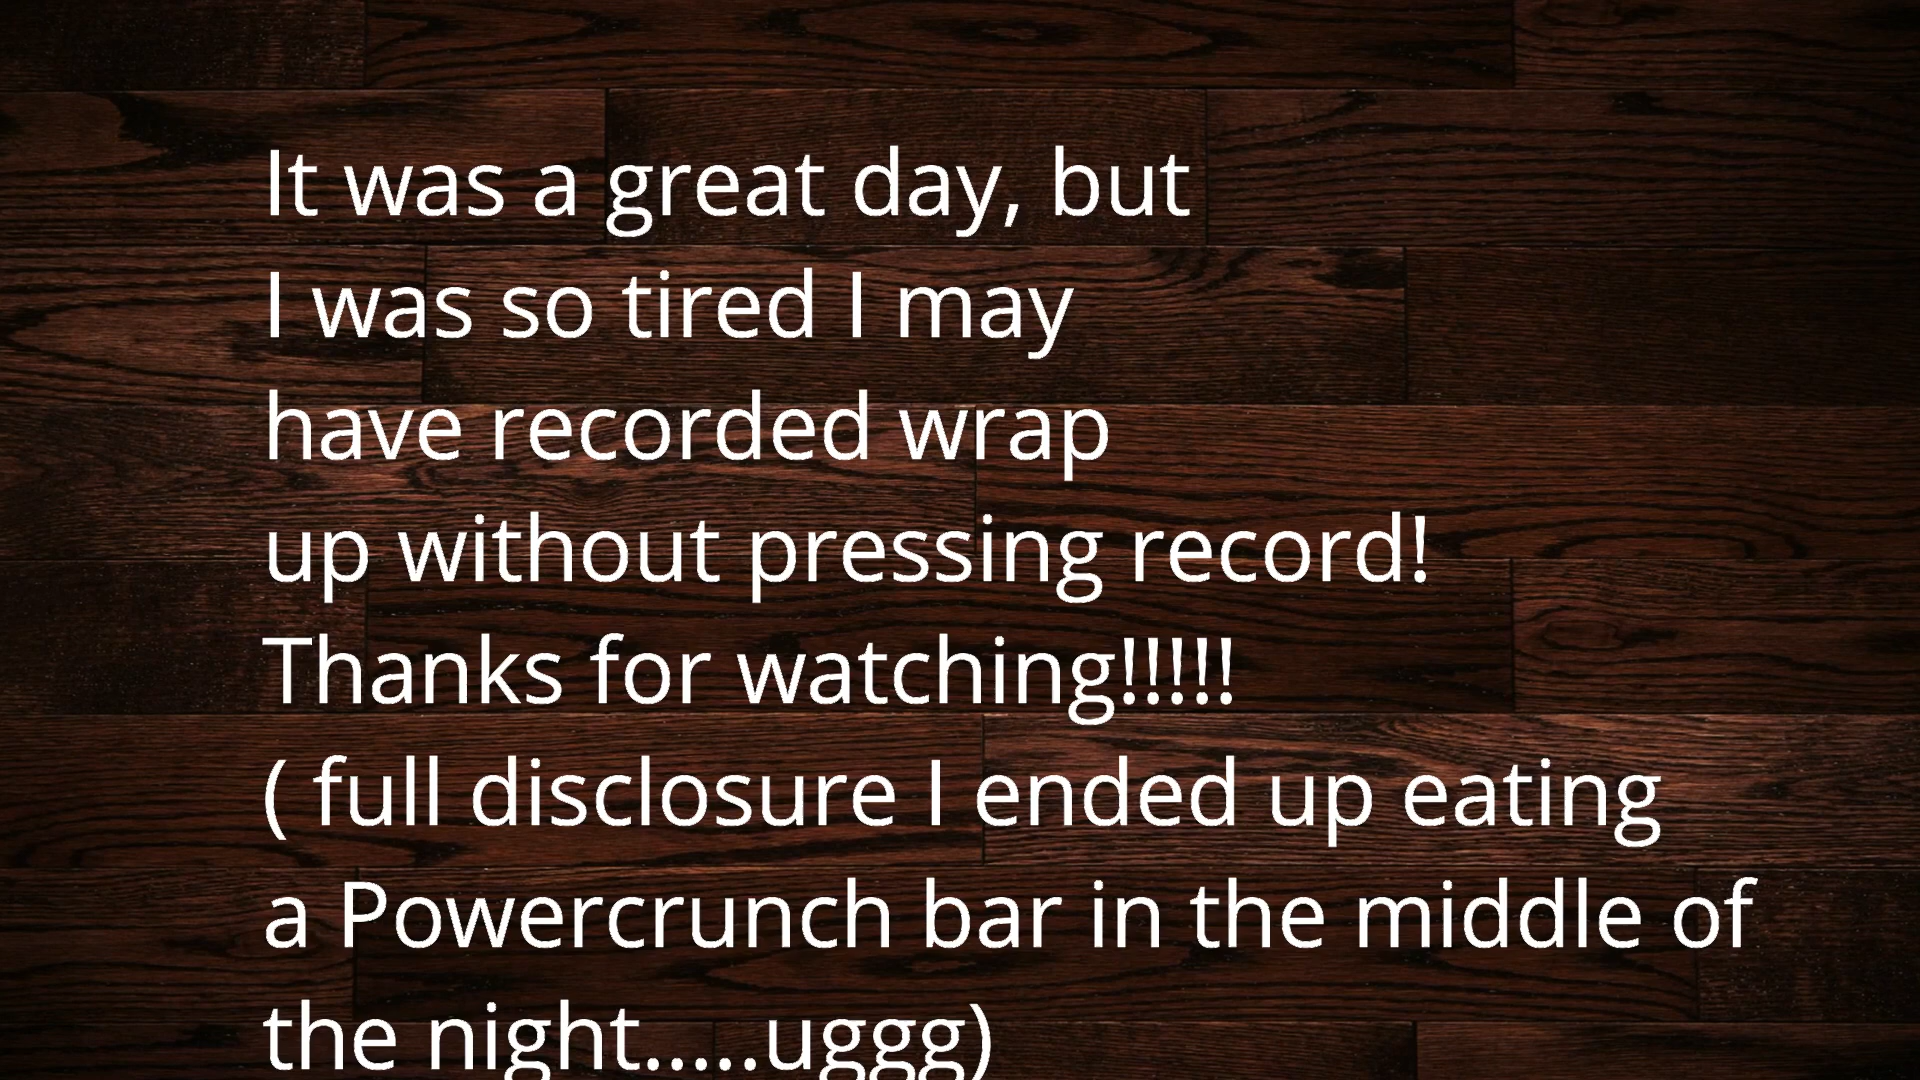 It was a great day, but
I was so tired I may
have recorded wrap
up without pressing record!
Thanks for watching!!!!!
( full disclosure I ended up eating
a Powercrunch bar in the middle of
the night.....uggg)